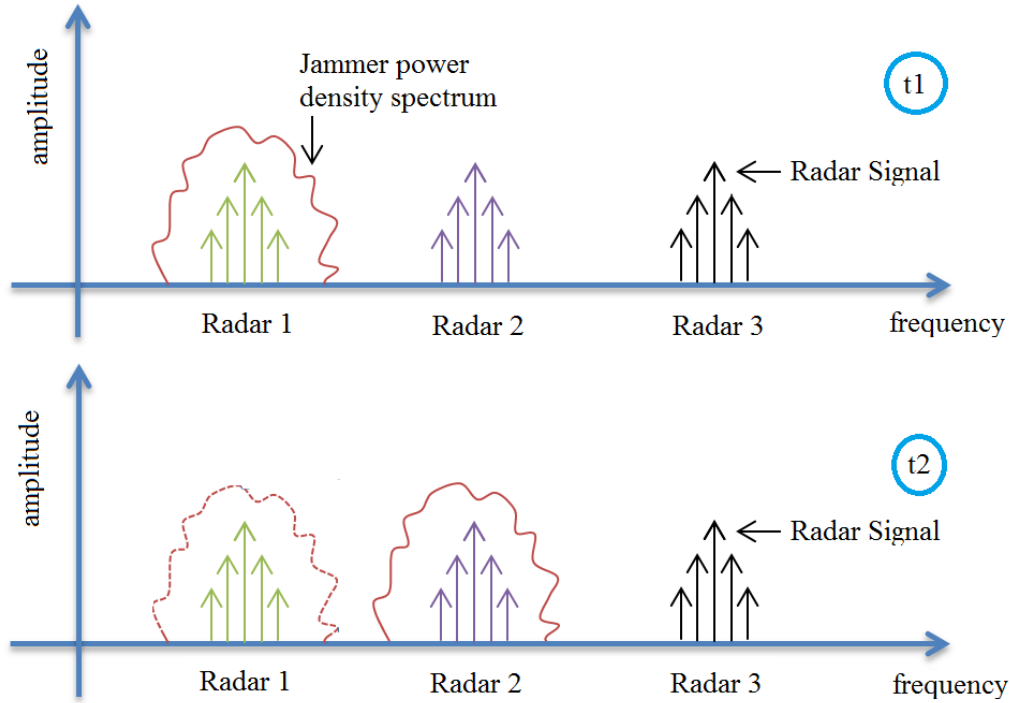 amplitude
Jammer power
density spectrum
t1
Radar Signal
Radar 1
Radar 2
Radar 3
frequency
amplitude
t2
Radar Signal
Radar 1
Radar 2
Radar 3
frequency